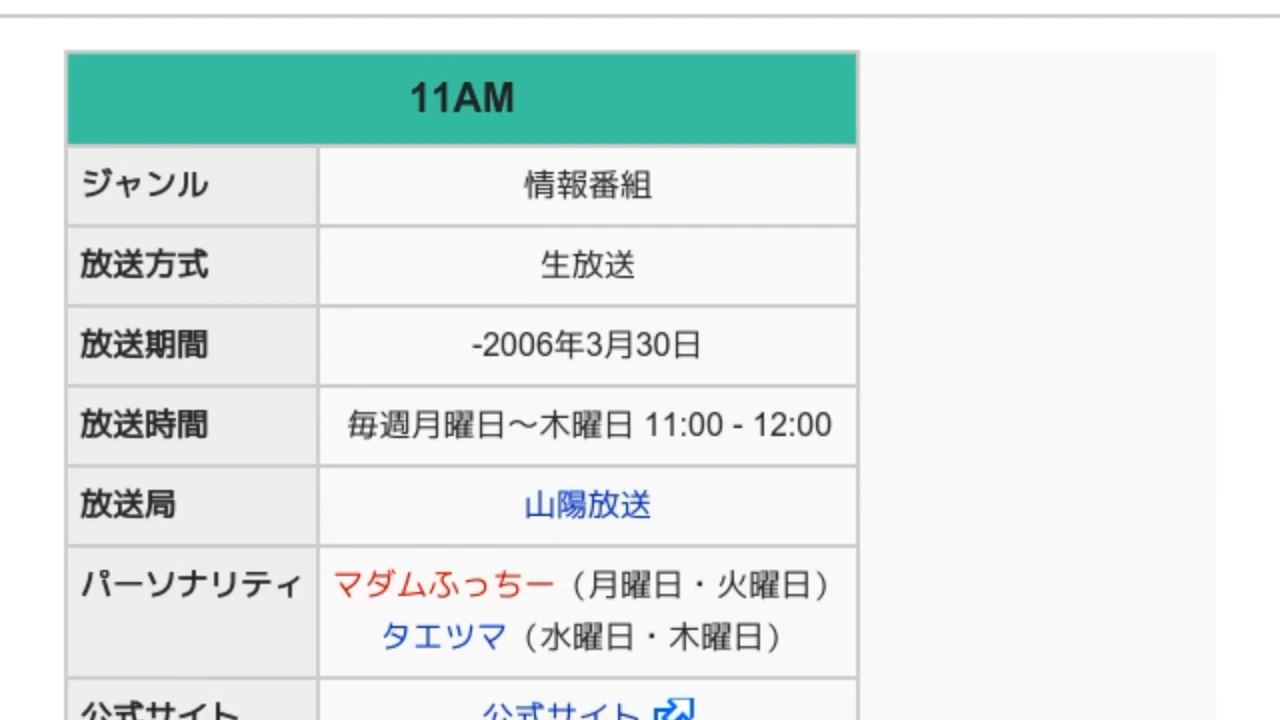 11AM
ジャンル 情報番組
放送方式 生放送
放送期間 -2006年3月30日
放送時間 毎週月曜日〜木曜日 11:00 - 12:00
放送局 山陽放送
パーソナリティ マダムふっちー（月曜日・火曜日）
タエツマ（水曜日・木曜日）
公式サイト 公式サイト